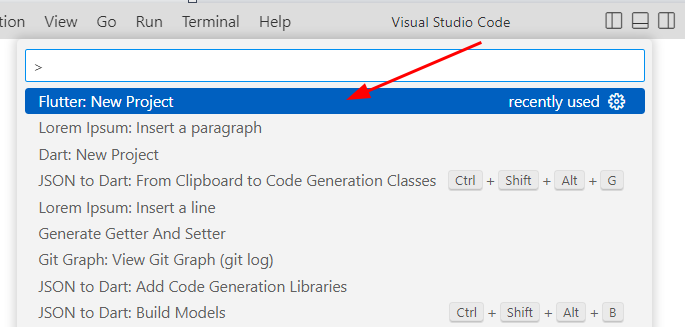 tion View Go Run Terminal Help Visual Studio Code
>
Flutter: New Project recently used
Lorem Ipsum: Insert a paragraph
Dart: New Project
JSON to Dart: From Clipboard to Code Generation Classes Ctrl + Shift + Alt + G
Lorem Ipsum: Insert a line
Generate Getter And Setter
Git Graph: View Git Graph (git log)
JSON to Dart: Add Code Generation Libraries
JSON to Dart: Build Models Ctrl + Shift + Alt + B